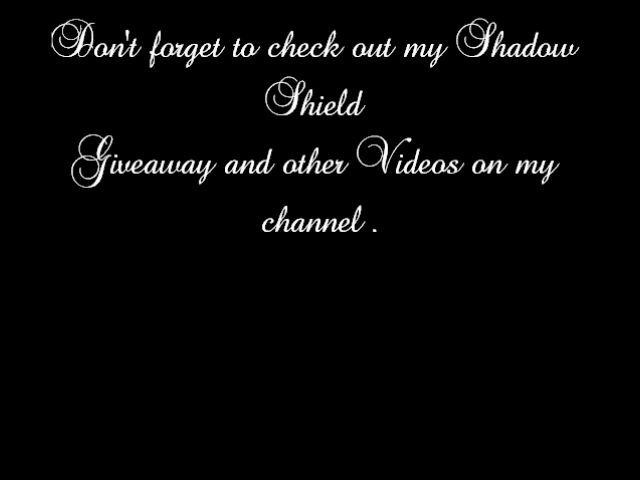 Don't forget to check out my Shadow
Shield
Giveaway and other Videos on my
channel .